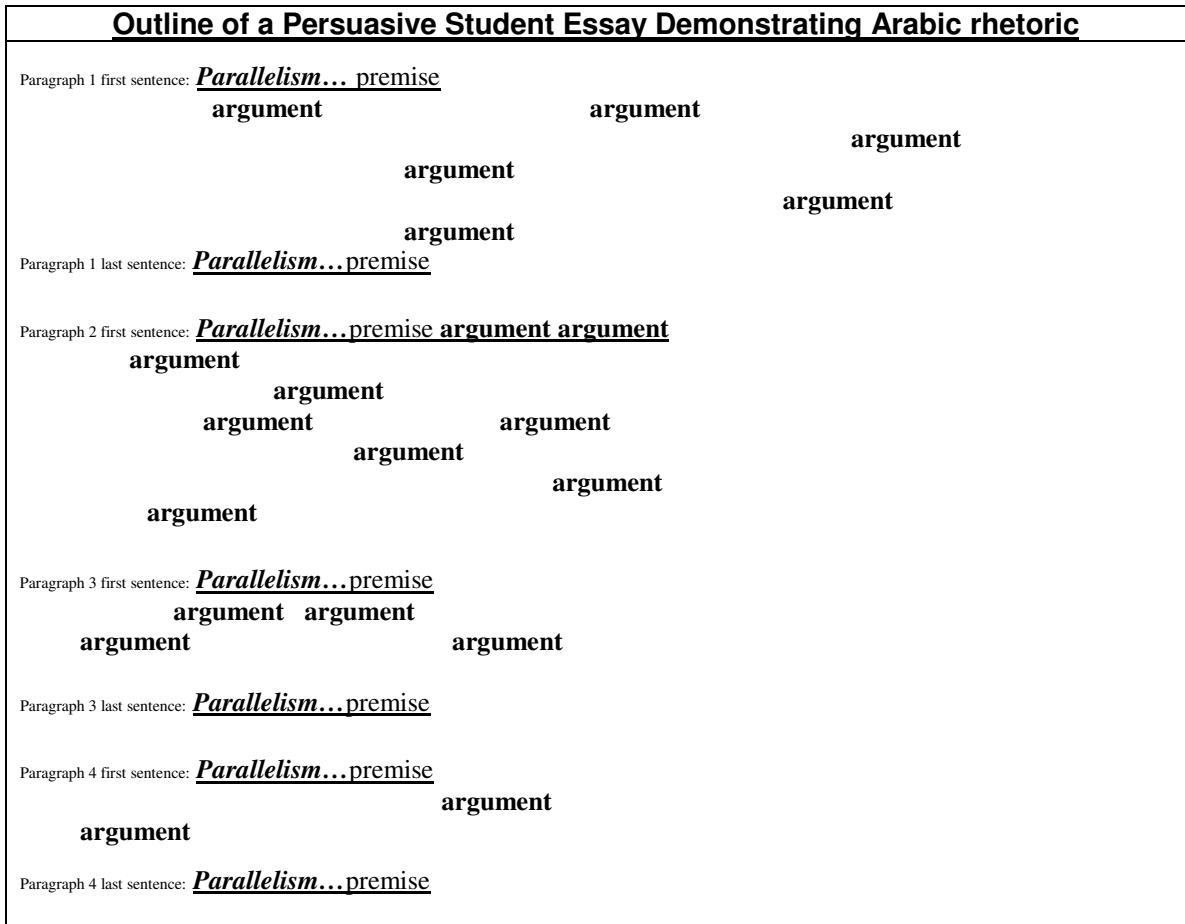 Outline of a Persuasive Student Essay Demonstrating Arabic rhetoric
Paragraph 1 first sentence: Parallelism… premise
argument argument
argument
argument
argument
argument
Paragraph 1 last sentence: Parallelism…premise
Paragraph 2 first sentence: Parallelism…premise argument argument
argument
argument
argument argument
argument
argument
argument
Paragraph 3 first sentence: Parallelism…premise
argument argument
argument argument
Paragraph 3 last sentence: Parallelism…premise
Paragraph 4 first sentence: Parallelism…premise
argument
argument
Paragraph 4 last sentence: Parallelism…premise